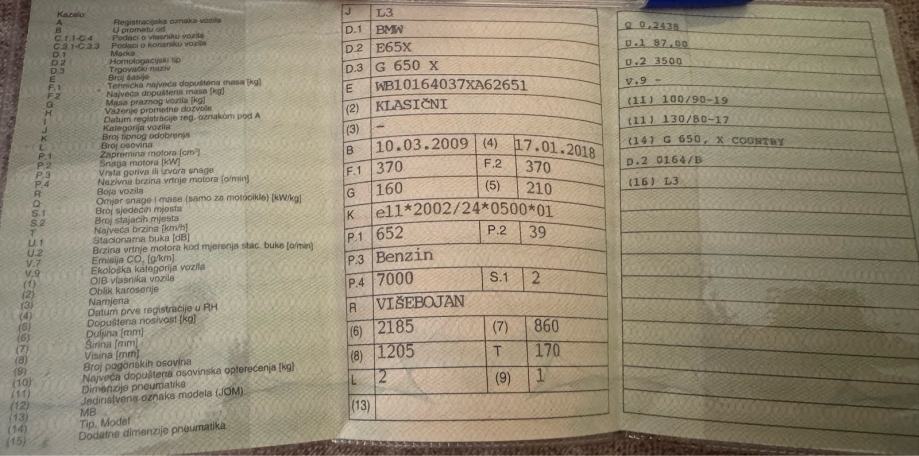 Kazalo:
A Registracijska oznaka vozila
B U prometu od
C.1.1-C.4 Podaci o vlasniku vozila
C.3.1-C.3.3 Podaci o korisniku vozila
D.1 Marka
D.2 Homologacijski tip
D.3 Trgovački naziv
E Broj šasije
F.1 Tehnička najveća dopuštena masa [kg]
F.2 Najveća dopuštena masa [kg]
G Masa praznog vozila [kg]
H Važenje prometne dozvole
I Datum registracije reg. oznakom pod A
J Kategorija vozila
K Broj tipnog odobrenja
L Broj osovina
P.1 Zapremina motora [cm³]
P.2 Snaga motora [kW]
P.3 Vrsta goriva ili izvora snage
P.4 Nazivna brzina vrtnje motora [o/min]
R Boja vozila
Q Omjer snage i mase (samo za motocikle) [kW/kg]
S.1 Broj sjedećih mjesta
S.2 Broj stajaćih mjesta
T Najveća brzina [km/h]
U.1 Stacionarna buka [dB]
U.2 Brzina vrtnje motora kod mjerenja stac. buke [o/min]
V.7 Emisija CO₂ [g/km]
V.9 Ekološka kategorija vozila
(1) OIB vlasnika vozila
(2) Oblik karoserije
(3) Namjena
(4) Datum prve registracije u RH
(5) Dopuštena nosivost [kg]
(6) Duljina [mm]
(7) Širina [mm]
(8) Visina [mm]
(9) Broj pogonskih osovina
(10) Najveća dopuštena osovinska opterećenja [kg]
(11) Dimenzije pneumatika
(12) Jedinstvena oznaka modela (JOM)
(13) MB
(14) Tip, Model
(15) Dodatne dimenzije pneumatika
J L3
D.1 BMW
D.2 E65X
D.3 G 650 X
E WB10164037XA62651
(2) KLASIČNI
(3) -
B 10.03.2009 (4) 17.01.2018
F.1 370 F.2 370
G 160 (5) 210
K e11*2002/24*0500*01
P.1 652 P.2 39
P.3 Benzin
P.4 7000 S.1 2
R VIŠEBOJAN
(6) 2185 (7) 860
(8) 1205 T 170
L 2 (9) 1
(13)
Q 0,2438
U.1 87,00
U.2 3500
V.9 -
(11) 100/90-19
(11) 130/80-17
(14) G 650, X COUNTRY
D.2 0164/B
(16) L3